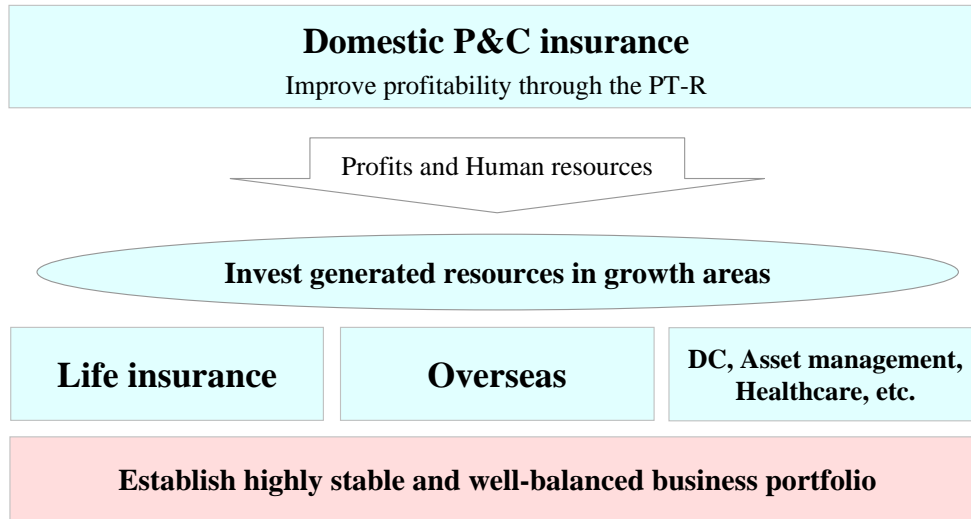 Domestic P&C insurance
Improve profitability through the PT-R
Profits and Human resources
Invest generated resources in growth areas
Life insurance
Overseas
DC, Asset management,
Healthcare, etc.
Establish highly stable and well-balanced business portfolio